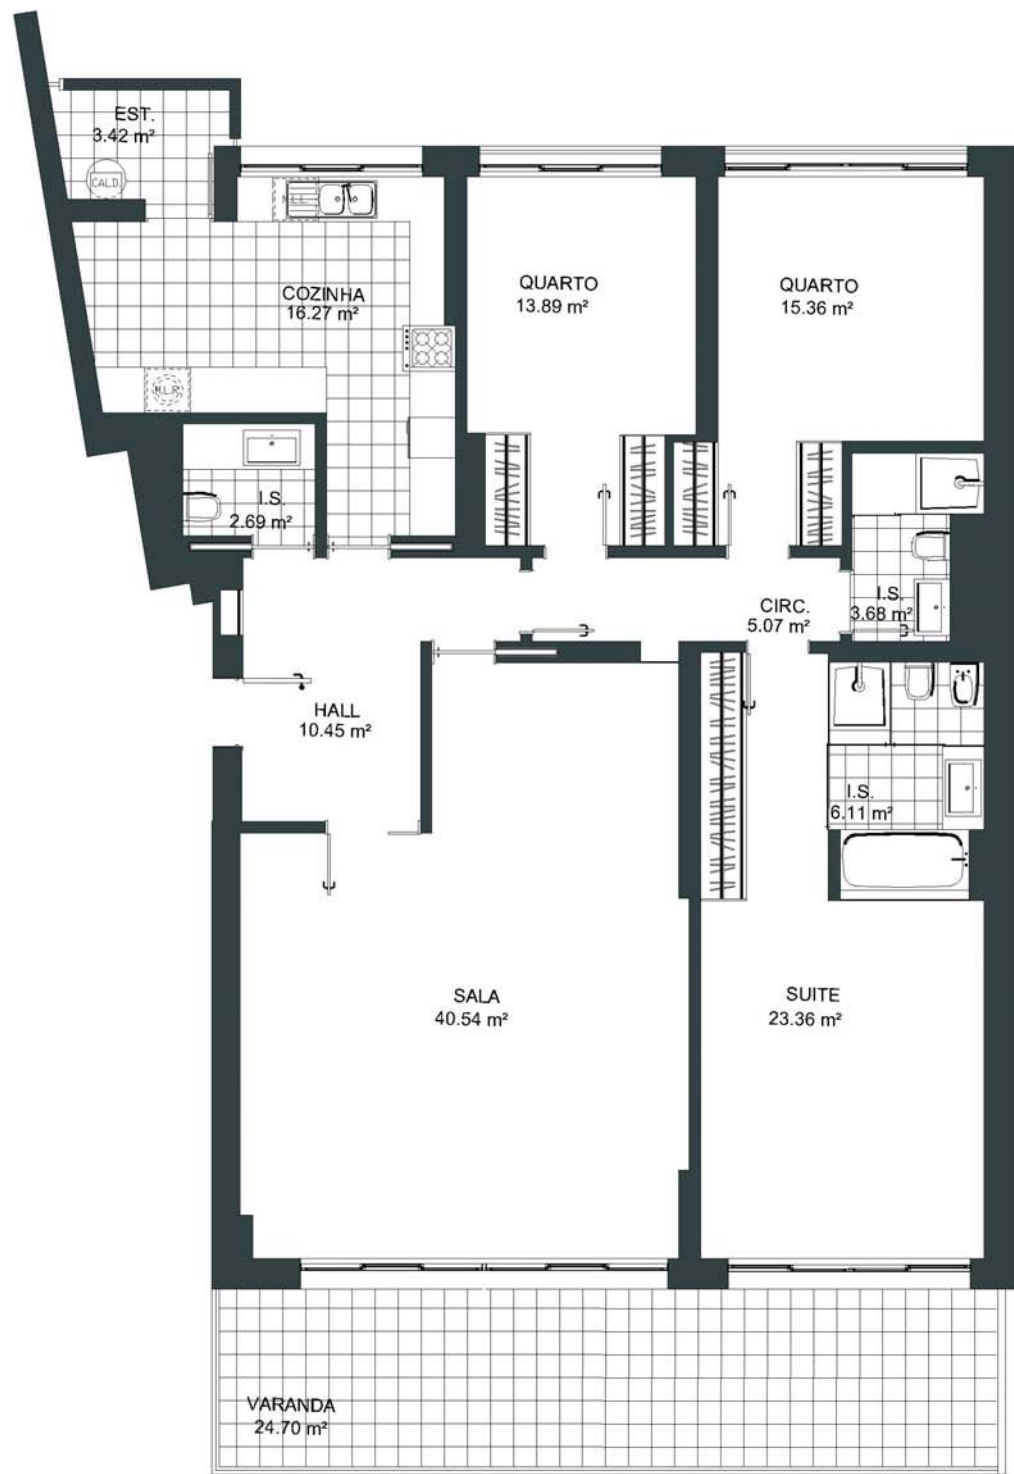 EST.
3.42 m²
CALD.
M.L.L.
COZINHA
16.27 m²
QUARTO
13.89 m²
QUARTO
15.36 m²
M.L.R.
I.S.
2.69 m²
I.S.
3.68 m²
CIRC.
5.07 m²
HALL
10.45 m²
I.S.
6.11 m²
SALA
40.54 m²
SUITE
23.36 m²
VARANDA
24.70 m²